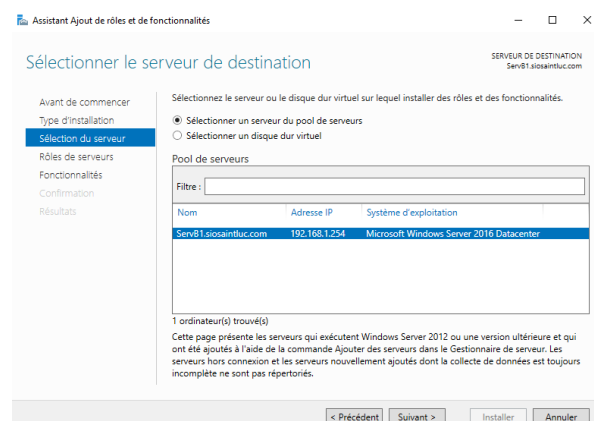 Assistant Ajout de rôles et de fonctionnalités
Sélectionner le serveur de destination
SERVEUR DE DESTINATION
ServB1.siosaintluc.com
Avant de commencer
Type d'installation
Sélection du serveur
Rôles de serveurs
Fonctionnalités
Confirmation
Résultats
Sélectionnez le serveur ou le disque dur virtuel sur lequel installer des rôles et des fonctionnalités.
Sélectionner un serveur du pool de serveurs
Sélectionner un disque dur virtuel
Pool de serveurs
Filtre :
Nom Adresse IP Système d'exploitation
ServB1.siosaintluc.com 192.168.1.254 Microsoft Windows Server 2016 Datacenter
1 ordinateur(s) trouvé(s)
Cette page présente les serveurs qui exécutent Windows Server 2012 ou une version ultérieure et qui
ont été ajoutés à l'aide de la commande Ajouter des serveurs dans le Gestionnaire de serveur. Les
serveurs hors connexion et les serveurs nouvellement ajoutés dont la collecte de données est toujours
incomplète ne sont pas répertoriés.
< Précédent Suivant > Installer Annuler